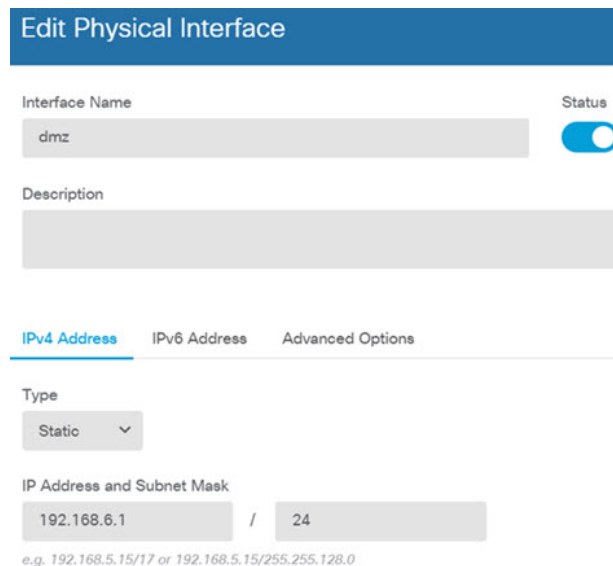 Edit Physical Interface
Interface Name
Status
dmz
Description
IPv4 Address IPv6 Address Advanced Options
Type
Static
IP Address and Subnet Mask
192.168.6.1 / 24
e.g. 192.168.5.15/17 or 192.168.5.15/255.255.128.0